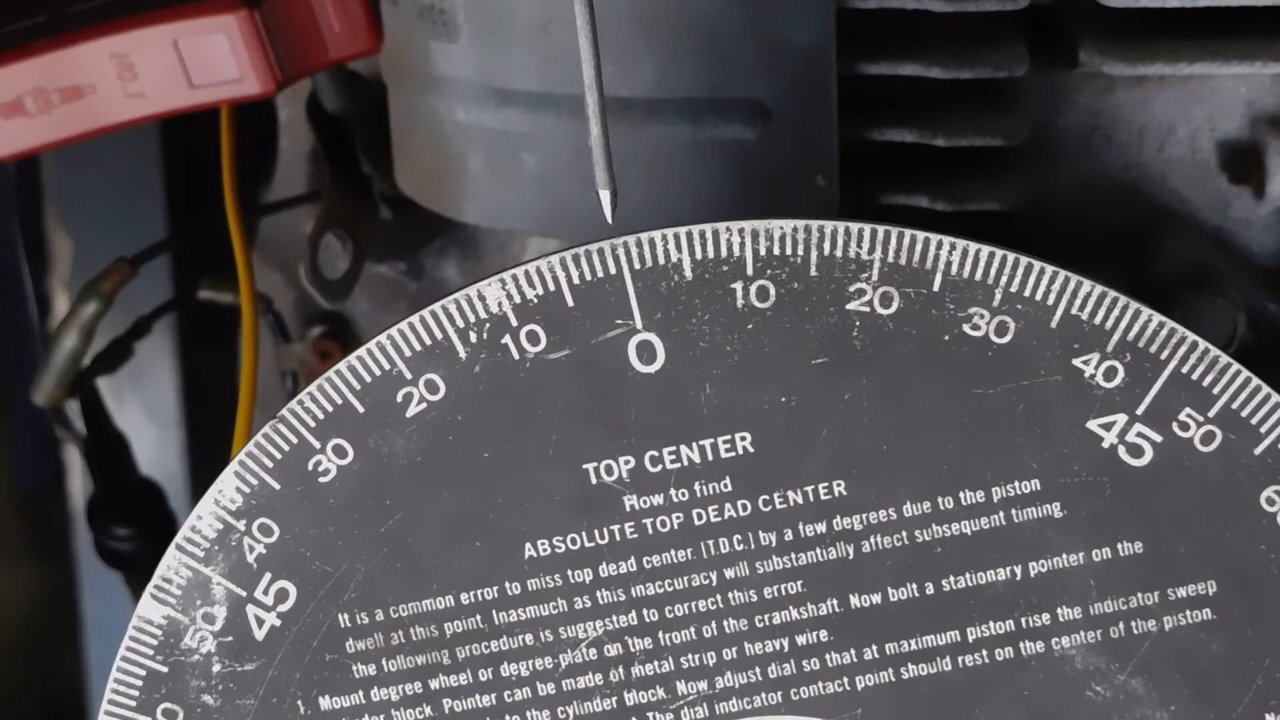 10
20
30
40
45
50
0
10
20
30
40
45
50
TOP CENTER
How to find
ABSOLUTE TOP DEAD CENTER
It is a common error to miss top dead center. [T.D.C.] by a few degrees due to the piston
dwell at this point, Inasmuch as this inaccuracy will substantially affect subsequent timing,
the following procedure is suggested to correct this error.
1. Mount degree wheel or degree-plate on the front of the crankshaft. Now bolt a stationary pointer on the
block. Pointer can be made of metal strip or heavy wire.
to the cylinder block. Now adjust dial so that at maximum piston rise the indicator sweep
The dial indicator contact point should rest on the center of the piston.